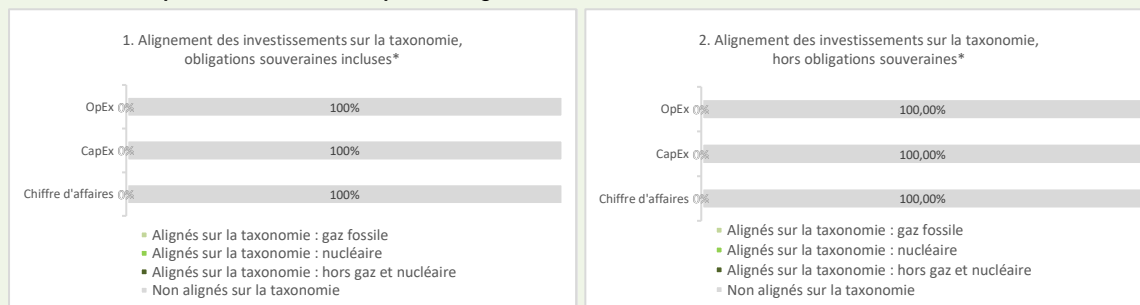 1. Alignement des investissements sur la taxonomie,
obligations souveraines incluses*
OpEx 0% 100%
CapEx 0% 100%
Chiffre d'affaires 0% 100%
Alignés sur la taxonomie : gaz fossile
Alignés sur la taxonomie : nucléaire
Alignés sur la taxonomie : hors gaz et nucléaire
Non alignés sur la taxonomie
2. Alignement des investissements sur la taxonomie,
hors obligations souveraines*
OpEx 0% 100,00%
CapEx 0% 100,00%
Chiffre d'affaires 0% 100,00%
Alignés sur la taxonomie : gaz fossile
Alignés sur la taxonomie : nucléaire
Alignés sur la taxonomie : hors gaz et nucléaire
Non alignés sur la taxonomie